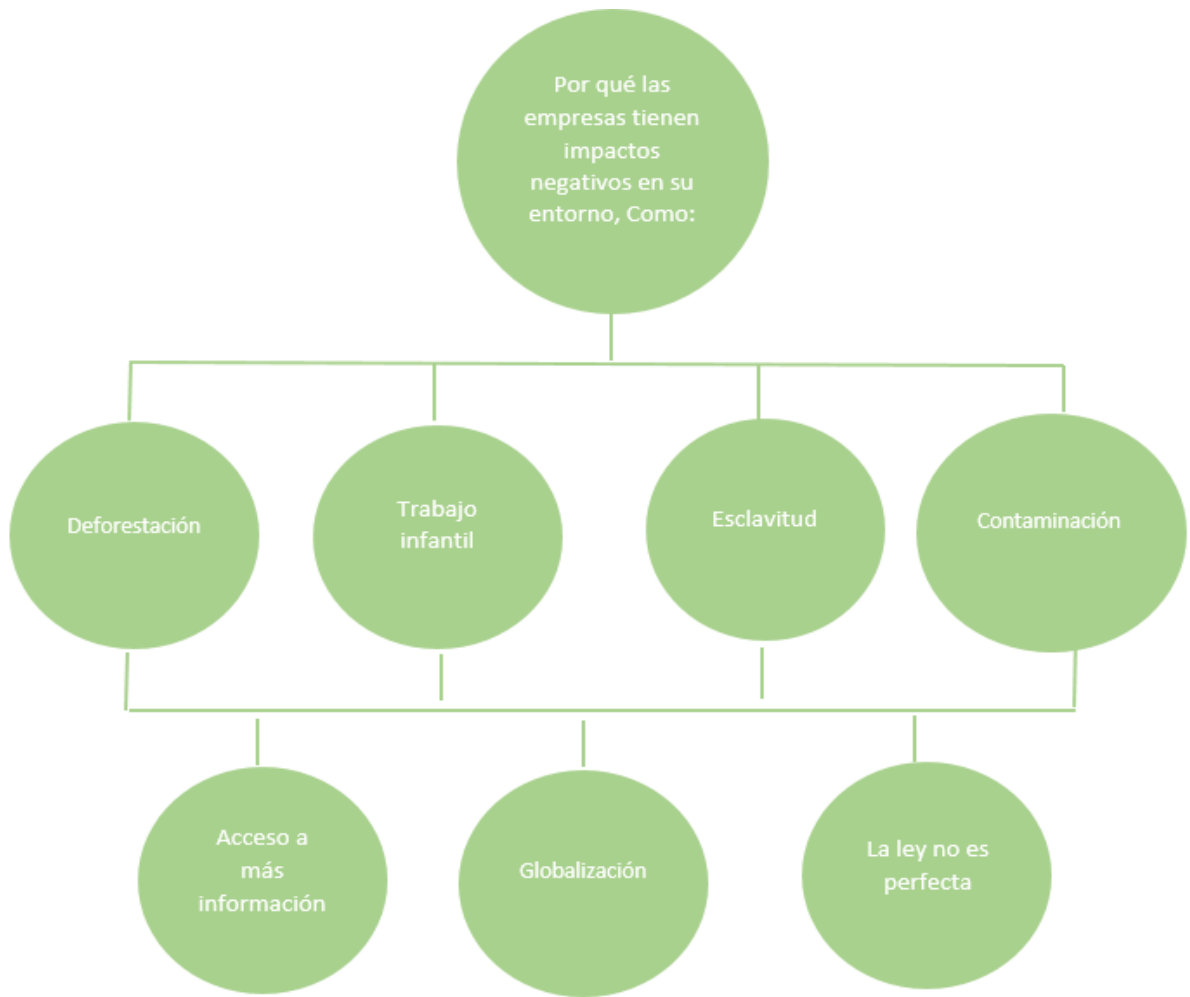 Por qué las
empresas tienen
impactos
negativos en su
entorno, Como:
Deforestación
Trabajo
infantil
Esclavitud
Contaminación
Acceso a
más
información
Globalización
La ley no es
perfecta